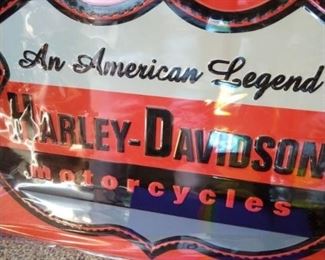 An American Legend
HARLEY-DAVIDSON
motorcycles